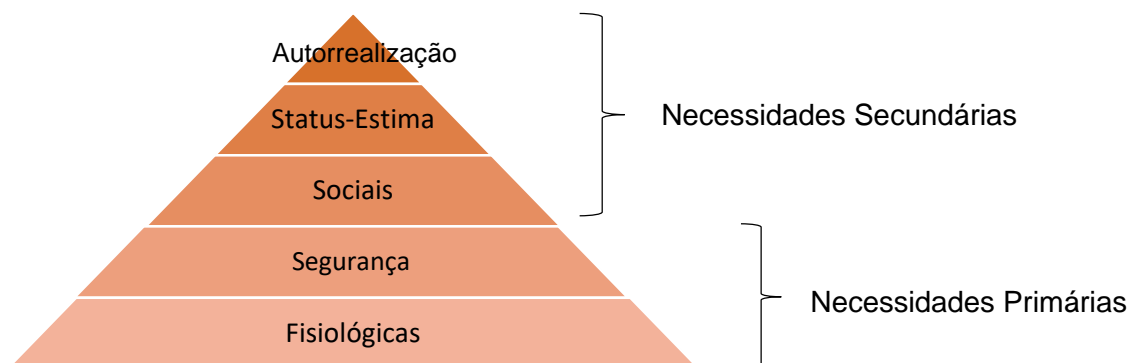 Autorrealização
Status-Estima
Necessidades Secundárias
Sociais
Segurança
Necessidades Primárias
Fisiológicas